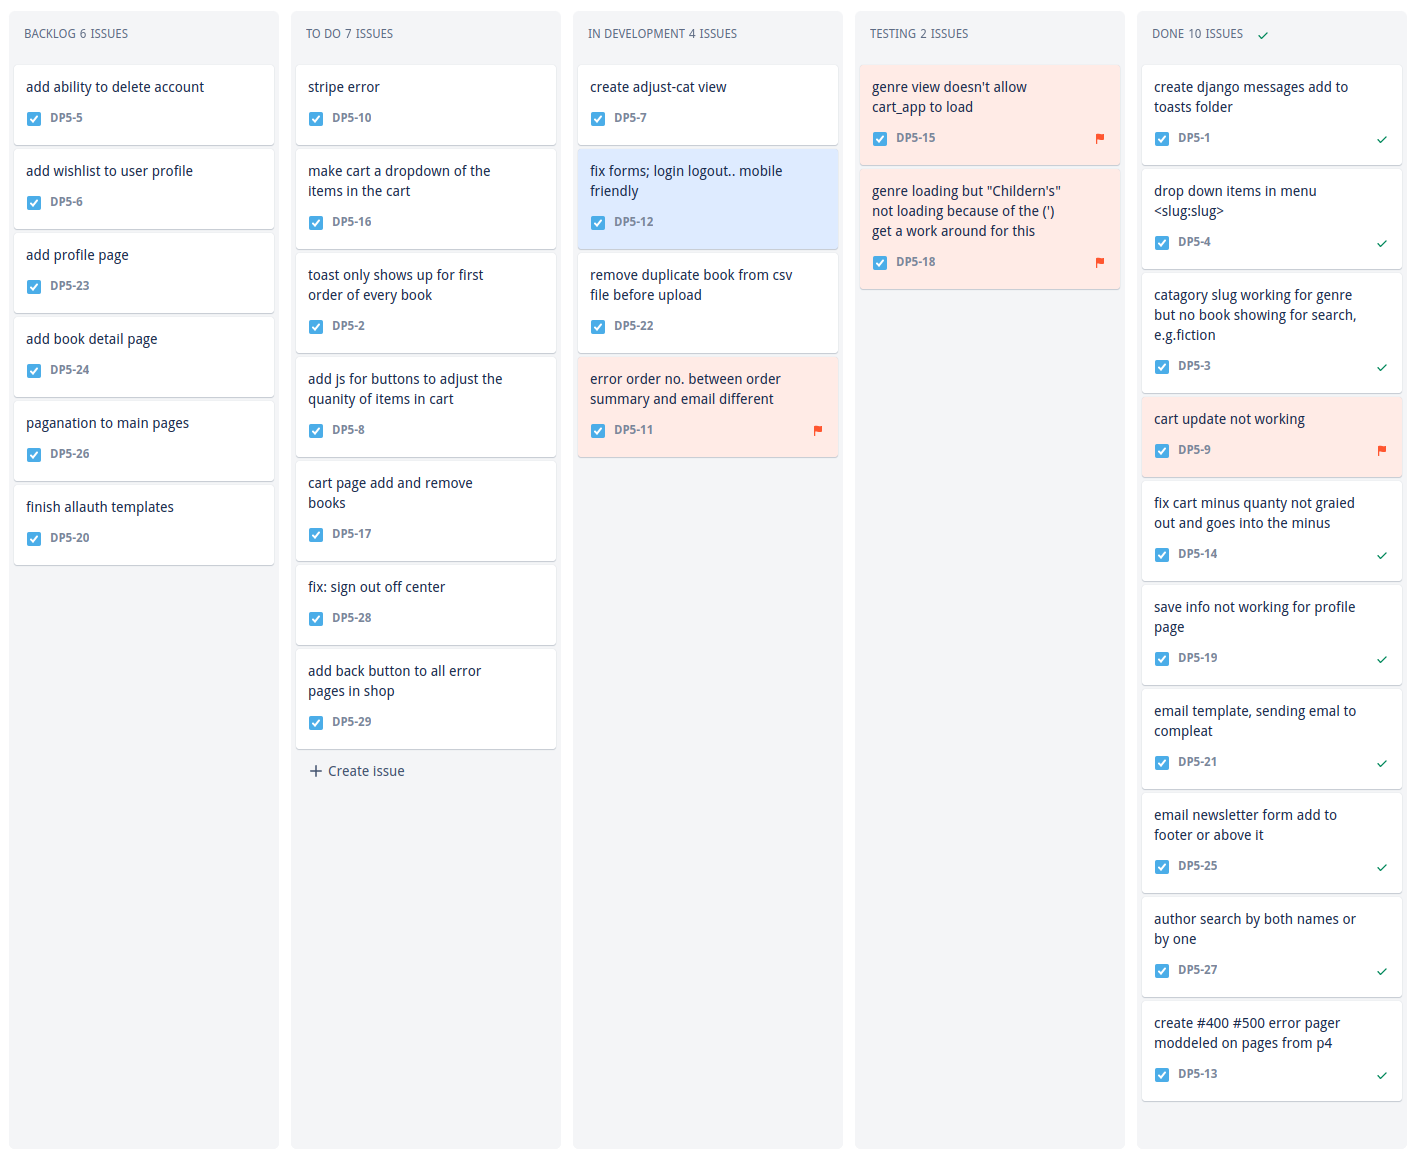 BACKLOG 6 ISSUES
add ability to delete account
DP5-5
add wishlist to user profile
DP5-6
add profile page
DP5-23
add book detail page
DP5-24
paganation to main pages
DP5-26
finish allauth templates
DP5-20
TO DO 7 ISSUES
stripe error
DP5-10
make cart a dropdown of the
items in the cart
DP5-16
toast only shows up for first
order of every book
DP5-2
add js for buttons to adjust the
quanity of items in cart
DP5-8
cart page add and remove
books
DP5-17
fix: sign out off center
DP5-28
add back button to all error
pages in shop
DP5-29
Create issue
IN DEVELOPMENT 4 ISSUES
create adjust-cat view
DP5-7
fix forms; login logout.. mobile
friendly
DP5-12
remove duplicate book from csv
file before upload
DP5-22
error order no. between order
summary and email different
DP5-11
TESTING 2 ISSUES
genre view doesn't allow
cart_app to load
DP5-15
genre loading but "Childern's"
not loading because of the (')
get a work around for this
DP5-18
DONE 10 ISSUES
create django messages add to
toasts folder
DP5-1
drop down items in menu
<slug:slug>
DP5-4
catagory slug working for genre
but no book showing for search,
e.g.fiction
DP5-3
cart update not working
DP5-9
fix cart minus quanty not graied
out and goes into the minus
DP5-14
save info not working for profile
page
DP5-19
email template, sending emal to
compleat
DP5-21
email newsletter form add to
footer or above it
DP5-25
author search by both names or
by one
DP5-27
create #400 #500 error pager
moddeled on pages from p4
DP5-13